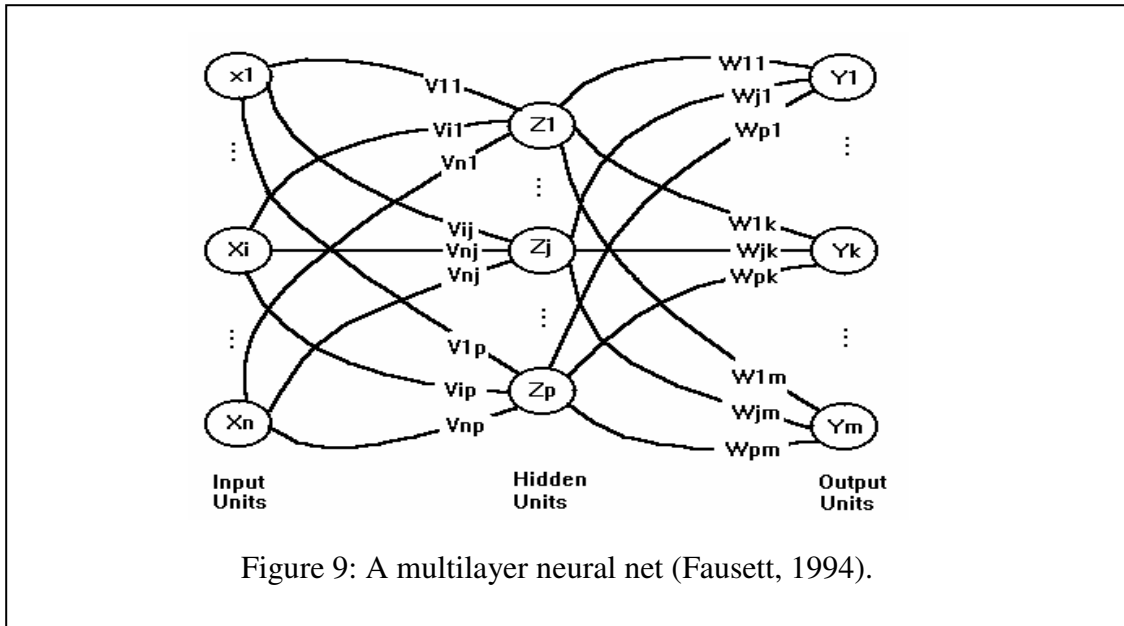 x1
V11
Z1
W11
Y1
Vi1
Wj1
Vn1
Wp1
⋮
⋮
⋮
Xi
Vij
Vnj
Vnj
Zj
W1k
Wjk
Wpk
Yk
⋮
⋮
⋮
V1p
Vip
Vnp
Xn
Zp
W1m
Wjm
Wpm
Ym
Input
Units
Hidden
Units
Output
Units
Figure 9: A multilayer neural net (Fausett, 1994).